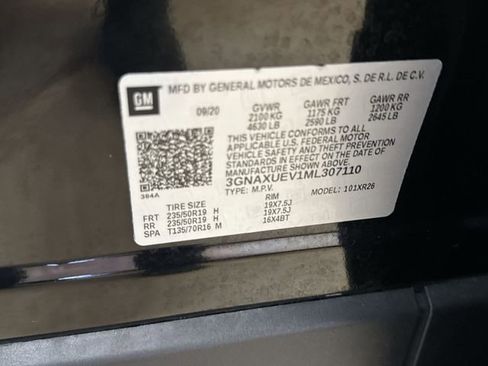 GM
MFD BY GENERAL MOTORS DE MEXICO, S. DE R.L. DE C.V.
09/20 GVWR GAWR FRT GAWR RR
2100 KG 1175 KG 1200 KG
4630 LB 2590 LB 2645 LB
THIS VEHICLE CONFORMS TO ALL
APPLICABLE U.S. FEDERAL MOTOR
VEHICLE SAFETY AND THEFT PREVENTION
STANDARDS IN EFFECT ON THE DATE OF
MANUFACTURE SHOWN ABOVE.
3GNAXUEV1ML307110
394A TYPE: M.P.V. MODEL: 101XR26
TIRE SIZE RIM
FRT 235/50R19 H 19X7.5J
RR 235/50R19 H 19X7.5J
SPA T135/70R16 M 16X4BT